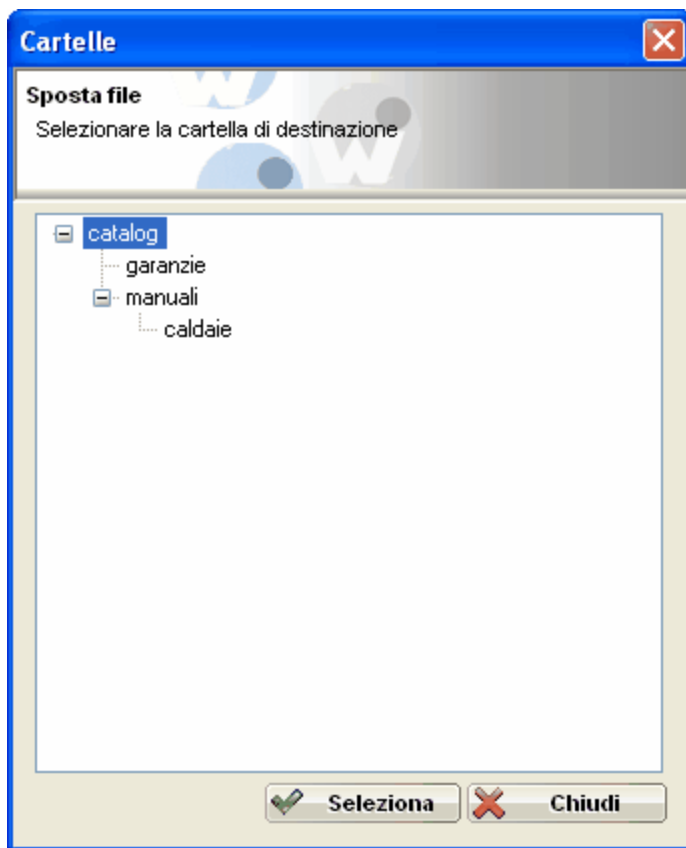 Cartelle
Sposta file
Selezionare la cartella di destinazione
catalog
garanzie
manuali
caldaie
Seleziona
Chiudi